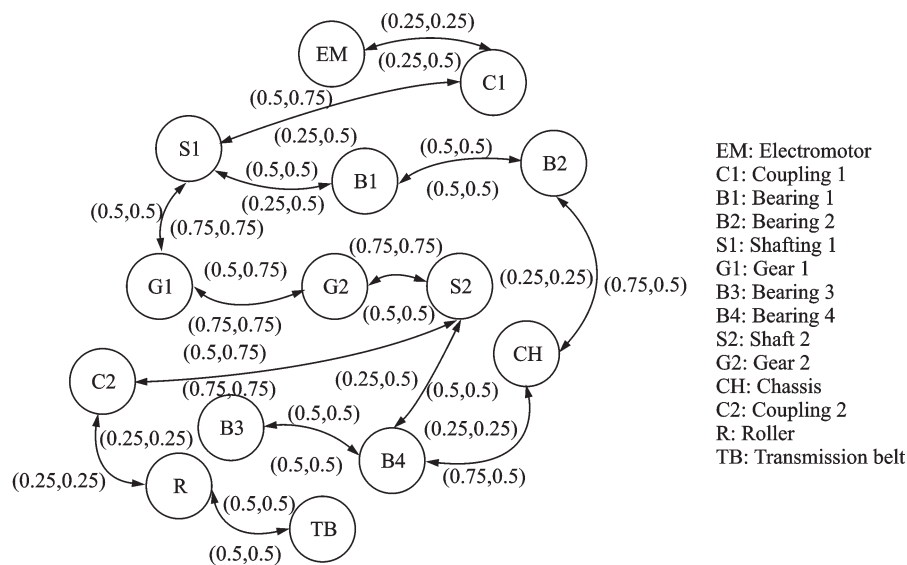 (0.25,0.25)
EM
(0.25,0.5)
C1
(0.5,0.75)
(0.25,0.5)
S1
(0.5,0.5)
B2
(0.5,0.5)
B1
(0.5,0.5)
(0.25,0.5)
(0.5,0.5)
(0.75,0.75)
(0.75,0.75)
(0.5,0.75)
(0.25,0.25)
(0.75,0.5)
G1
G2
S2
(0.5,0.5)
(0.75,0.75)
(0.5,0.75)
CH
C2
(0.25,0.5)
(0.5,0.5)
(0.75,0.75)
(0.5,0.5)
B3
(0.25,0.25)
(0.25,0.25)
B4
(0.5,0.5)
(0.75,0.5)
(0.25,0.25)
R
(0.5,0.5)
TB
(0.5,0.5)
EM: Electromotor
C1: Coupling 1
B1: Bearing 1
B2: Bearing 2
S1: Shafting 1
G1: Gear 1
B3: Bearing 3
B4: Bearing 4
S2: Shaft 2
G2: Gear 2
CH: Chassis
C2: Coupling 2
R: Roller
TB: Transmission belt